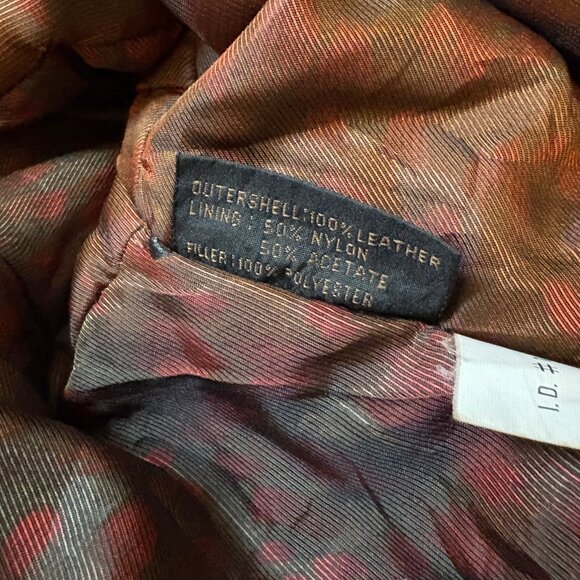 OUTERSHELL:100% LEATHER
LINING : 50% NYLON
50% ACETATE
FILLER:100% POLYESTER
I.D. #